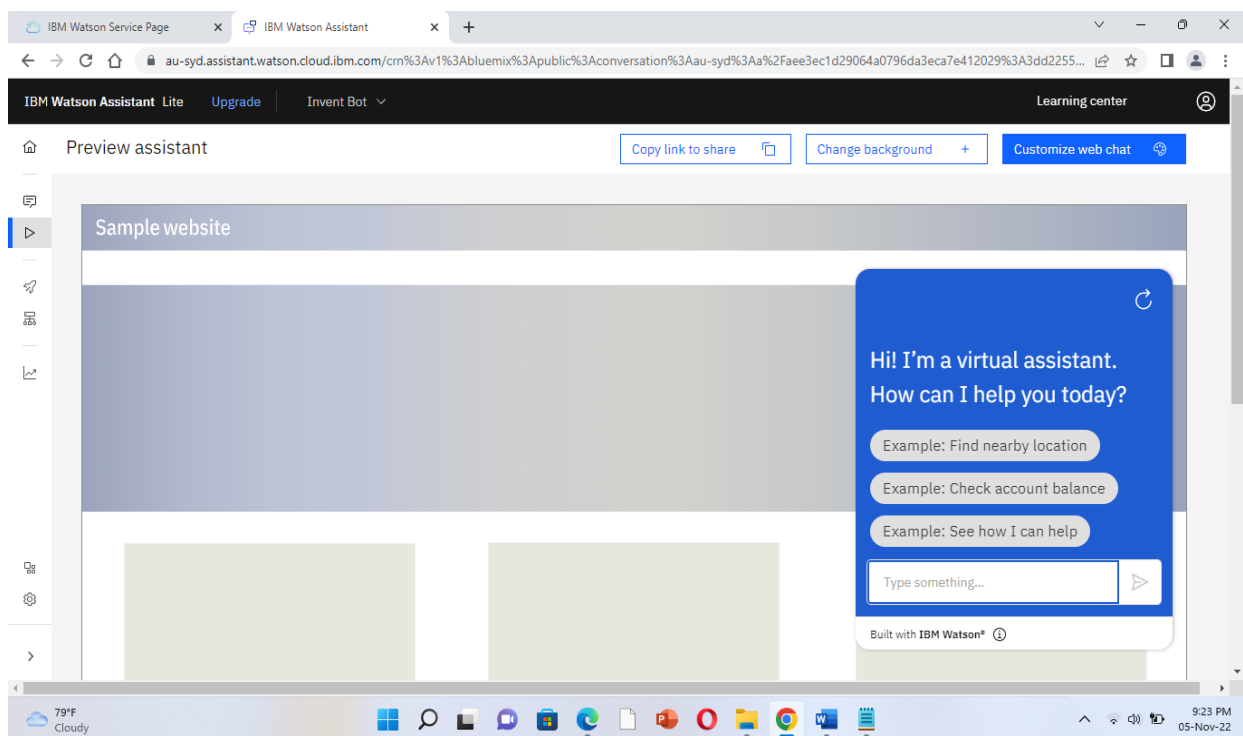 IBM Watson Service Page
IBM Watson Assistant
au-syd.assistant.watson.cloud.ibm.com/crn%3Av1%3Abluemix%3Apublic%3Aconversation%3Aau-syd%3Aa%2Faee3ec1d29064a0796da3eca7e412029%3A3dd2255...
IBM Watson Assistant Lite Upgrade Invent Bot Learning center
Preview assistant Copy link to share Change background + Customize web chat
Sample website
Hi! I'm a virtual assistant.
How can I help you today?
Example: Find nearby location
Example: Check account balance
Example: See how I can help
Type something...
Built with IBM Watson®
79°F
Cloudy
9:23 PM
05-Nov-22